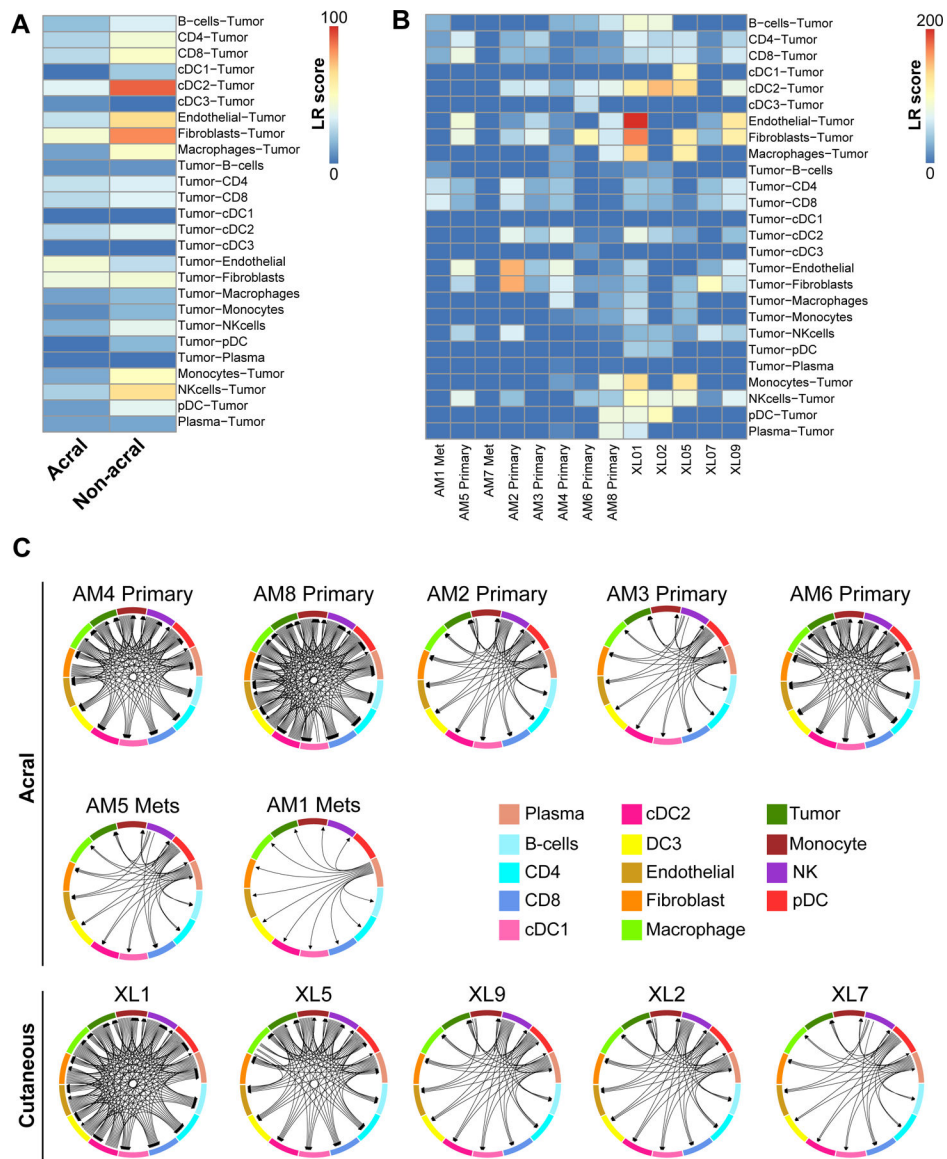 A
B-cells-Tumor
CD4-Tumor
CD8-Tumor
cDC1-Tumor
cDC2-Tumor
cDC3-Tumor
Endothelial-Tumor
Fibroblasts-Tumor
Macrophages-Tumor
Tumor-B-cells
Tumor-CD4
Tumor-CD8
Tumor-cDC1
Tumor-cDC2
Tumor-cDC3
Tumor-Endothelial
Tumor-Fibroblasts
Tumor-Macrophages
Tumor-Monocytes
Tumor-NKcells
Tumor-pDC
Tumor-Plasma
Monocytes-Tumor
NKcells-Tumor
pDC-Tumor
Plasma-Tumor
Acral
Non-acral
100
LR score
0
B
B-cells-Tumor
CD4-Tumor
CD8-Tumor
cDC1-Tumor
cDC2-Tumor
cDC3-Tumor
Endothelial-Tumor
Fibroblasts-Tumor
Macrophages-Tumor
Tumor-B-cells
Tumor-CD4
Tumor-CD8
Tumor-cDC1
Tumor-cDC2
Tumor-cDC3
Tumor-Endothelial
Tumor-Fibroblasts
Tumor-Macrophages
Tumor-Monocytes
Tumor-NKcells
Tumor-pDC
Tumor-Plasma
Monocytes-Tumor
NKcells-Tumor
pDC-Tumor
Plasma-Tumor
AM1 Met
AM5 Primary
AM7 Met
AM2 Primary
AM3 Primary
AM4 Primary
AM6 Primary
AM8 Primary
XL01
XL02
XL05
XL07
XL09
200
LR score
0
C
Acral
AM4 Primary
AM8 Primary
AM2 Primary
AM3 Primary
AM6 Primary
AM5 Mets
AM1 Mets
Plasma
B-cells
CD4
CD8
cDC1
cDC2
DC3
Endothelial
Fibroblast
Macrophage
Tumor
Monocyte
NK
pDC
Cutaneous
XL1
XL5
XL9
XL2
XL7